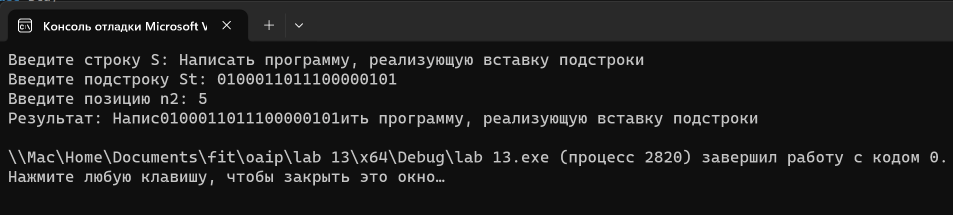 Консоль отладки Microsoft V
Введите строку S: Написать программу, реализующую вставку подстроки
Введите подстроку St: 0100011011100000101
Введите позицию n2: 5
Результат: Напис0100011011100000101ить программу, реализующую вставку подстроки
\\Mac\Home\Documents\fit\oaip\lab 13\x64\Debug\lab 13.exe (процесс 2820) завершил работу с кодом 0.
Нажмите любую клавишу, чтобы закрыть это окно…